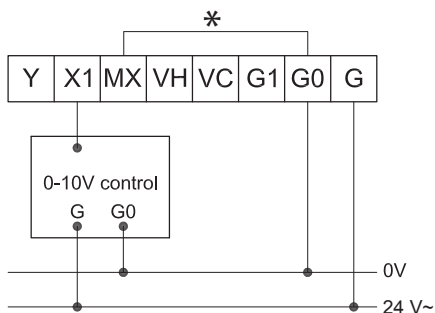 *
Y X1 MX VH VC G1 G0 G
0-10V control
G G0
0V
24 V~